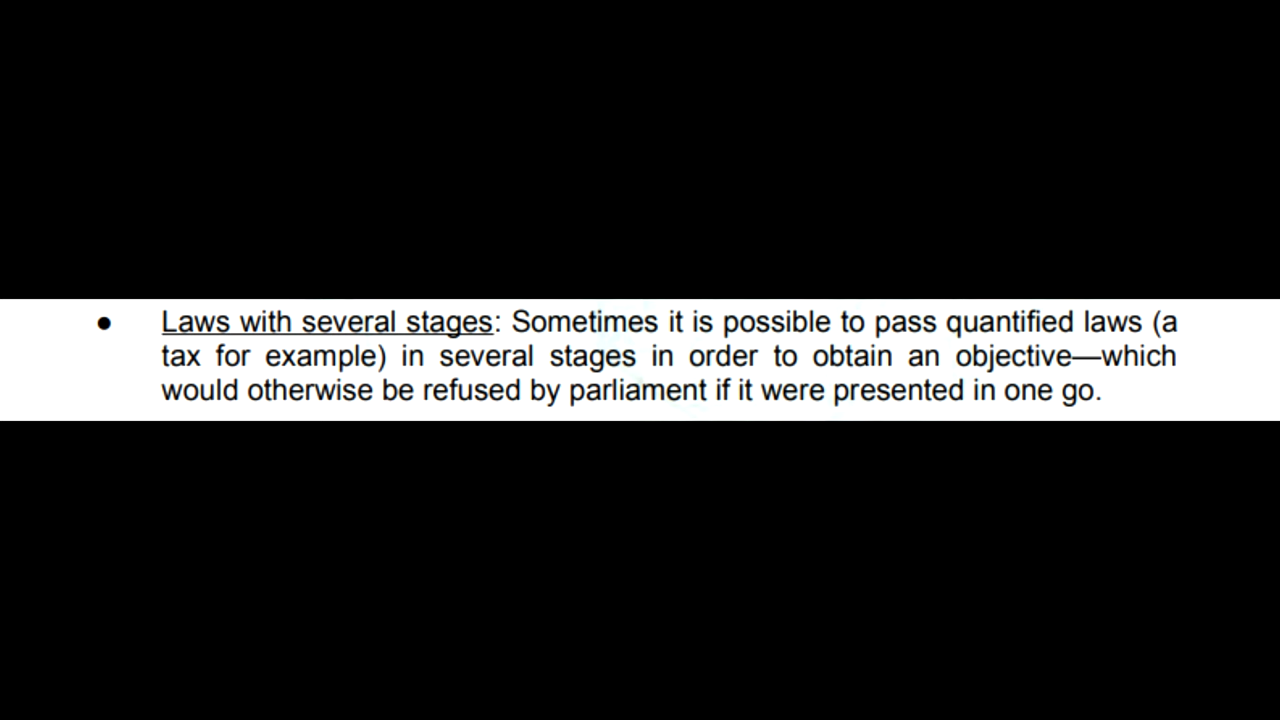 ● Laws with several stages: Sometimes it is possible to pass quantified laws (a
tax for example) in several stages in order to obtain an objective—which
would otherwise be refused by parliament if it were presented in one go.